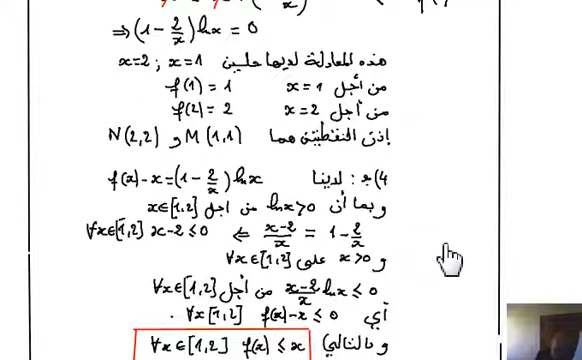 ⇒ (1 - 2/x) ln x = 0
هذه المعادلة لديها حلين x=1 ; x=2
من أجل x = 1 f(1) = 1
من أجل x = 2 f(2) = 2
إذن النقطتين هما M(1,1) و N(2,2)
4) ج: لدينا f(x) - x = (1 - 2/x) ln x
وبما أن ln x > 0 من أجل x∈[1,2]
1 - 2/x = (x-2)/x ⇐ x-2 ≤ 0 ∀x∈[1,2]
و x > 0 على ∀x∈[1,2]
(x-2)/x ln x ≤ 0 من أجل ∀x∈[1,2]
أي f(x) - x ≤ 0 ∀x [1,2] .
وبالتالي f(x) ≤ x ∀x∈[1,2]